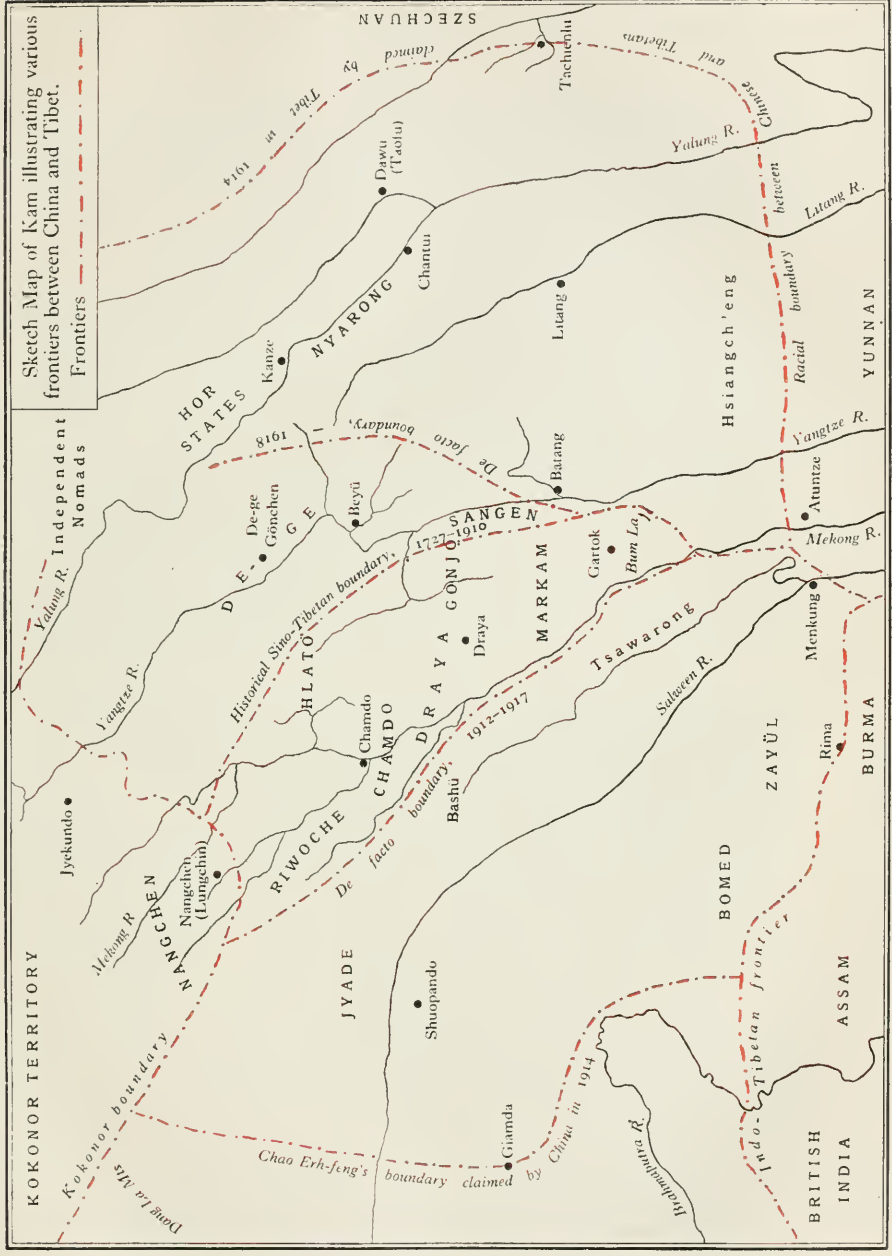 Sketch Map of Kam illustrating various
frontiers between China and Tibet.
Frontiers
KOKONOR TERRITORY
Kokonor boundary
Dang La Mts
Jyekundo
Mekong R
NANGCHEN
Nangchen
(Lungchin)
Yangtze R.
Yalung R.
Independent
Nomads
HOR
STATES
Kanze
NYARONG
Chantui
Dawu
(Taofu)
1914
claimed by Tibet in
SZECHUAN
Tachienlu
DE-GE
De-ge
Gönchen
Beyü
Historical Sino-Tibetan boundary, 1727-1910
HLATO
De facto boundary, 1918
RIWOCHE
CHAMDO
Chamdo
DRAYA
Draya
GONJO
SANGEN
Batang
Litang
De facto boundary, 1912-1917
Bashü
MARKAM
Gartok
Bum La
JYADE
Shuopando
Tsawarong
Salween R.
Hsiangch'eng
Yalung R.
Litang R.
Racial boundary between Chinese and Tibetans
Chao Erh-feng's boundary claimed by China in 1914
Giamda
Brahmaputra R.
BOMED
ZAYÜL
Rima
Menkung
Atuntze
Mekong R.
Yangtze R.
YUNNAN
Indo-Tibetan frontier
BRITISH
INDIA
ASSAM
BURMA